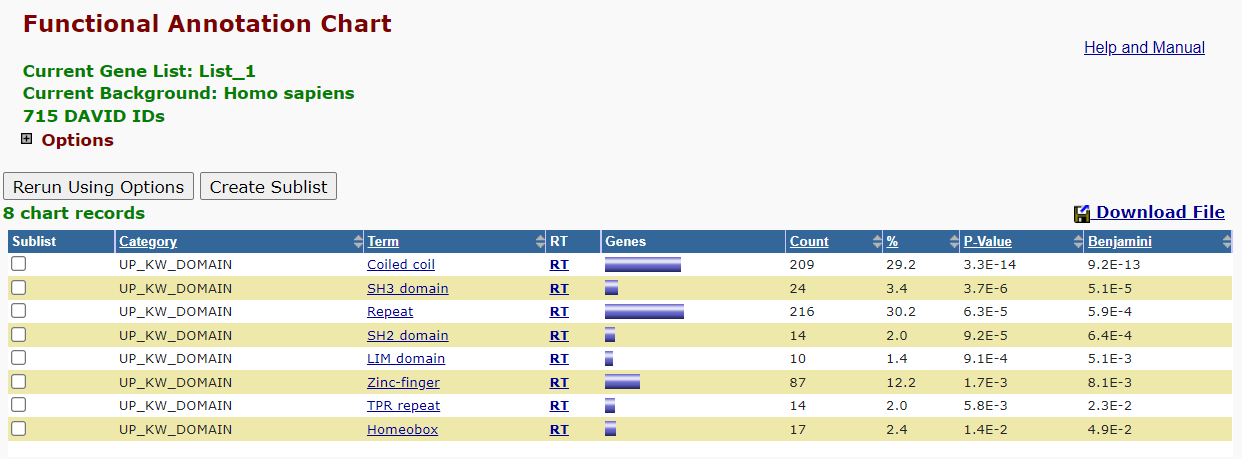 Functional Annotation Chart
Help and Manual
Current Gene List: List_1
Current Background: Homo sapiens
715 DAVID IDs
Options
Rerun Using Options Create Sublist
8 chart records Download File
Sublist Category Term RT Genes Count % P-Value Benjamini
UP_KW_DOMAIN Coiled coil RT 209 29.2 3.3E-14 9.2E-13
UP_KW_DOMAIN SH3 domain RT 24 3.4 3.7E-6 5.1E-5
UP_KW_DOMAIN Repeat RT 216 30.2 6.3E-5 5.9E-4
UP_KW_DOMAIN SH2 domain RT 14 2.0 9.2E-5 6.4E-4
UP_KW_DOMAIN LIM domain RT 10 1.4 9.1E-4 5.1E-3
UP_KW_DOMAIN Zinc-finger RT 87 12.2 1.7E-3 8.1E-3
UP_KW_DOMAIN TPR repeat RT 14 2.0 5.8E-3 2.3E-2
UP_KW_DOMAIN Homeobox RT 17 2.4 1.4E-2 4.9E-2